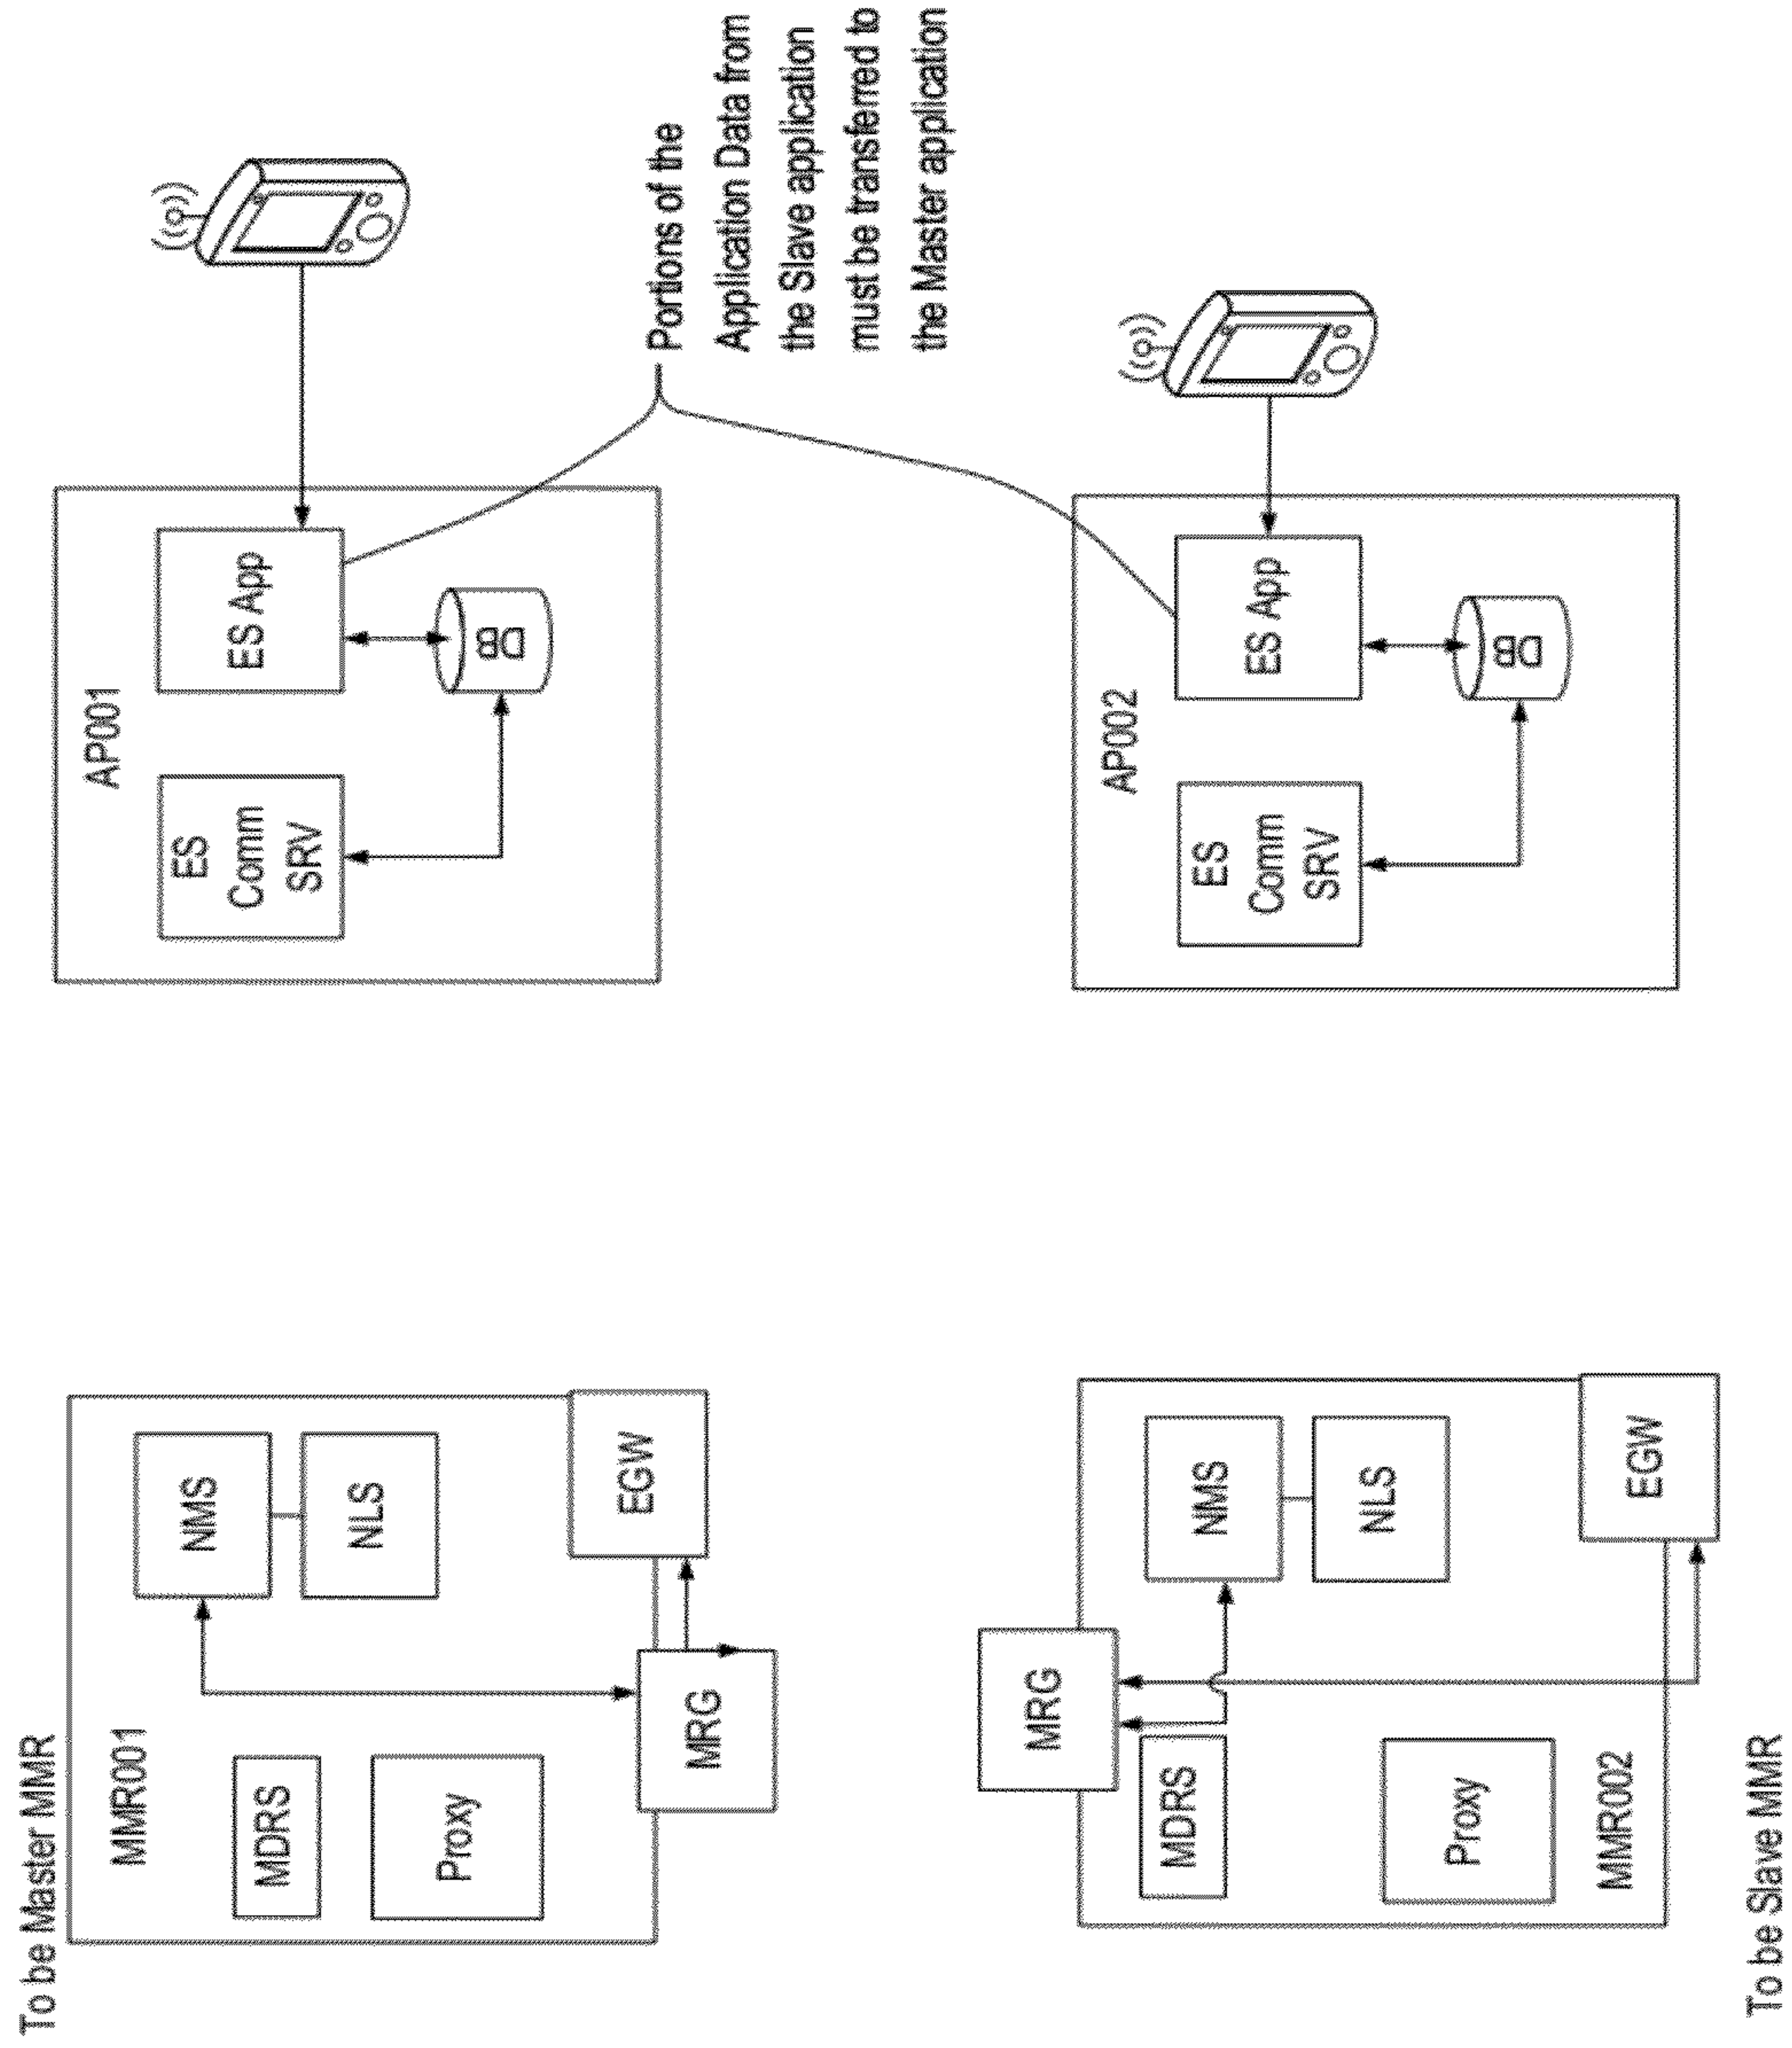 To be Master MMR
MMR001
MDRS
Proxy
NMS
NLS
MRG
EGW
AP001
ES
Comm
SRV
ES App
DB
Portions of the
Application Data from
the Slave application
must be transferred to
the Master application
MRG
MDRS
Proxy
NMS
NLS
EGW
MMR002
To be Slave MMR
AP002
ES
Comm
SRV
ES App
DB